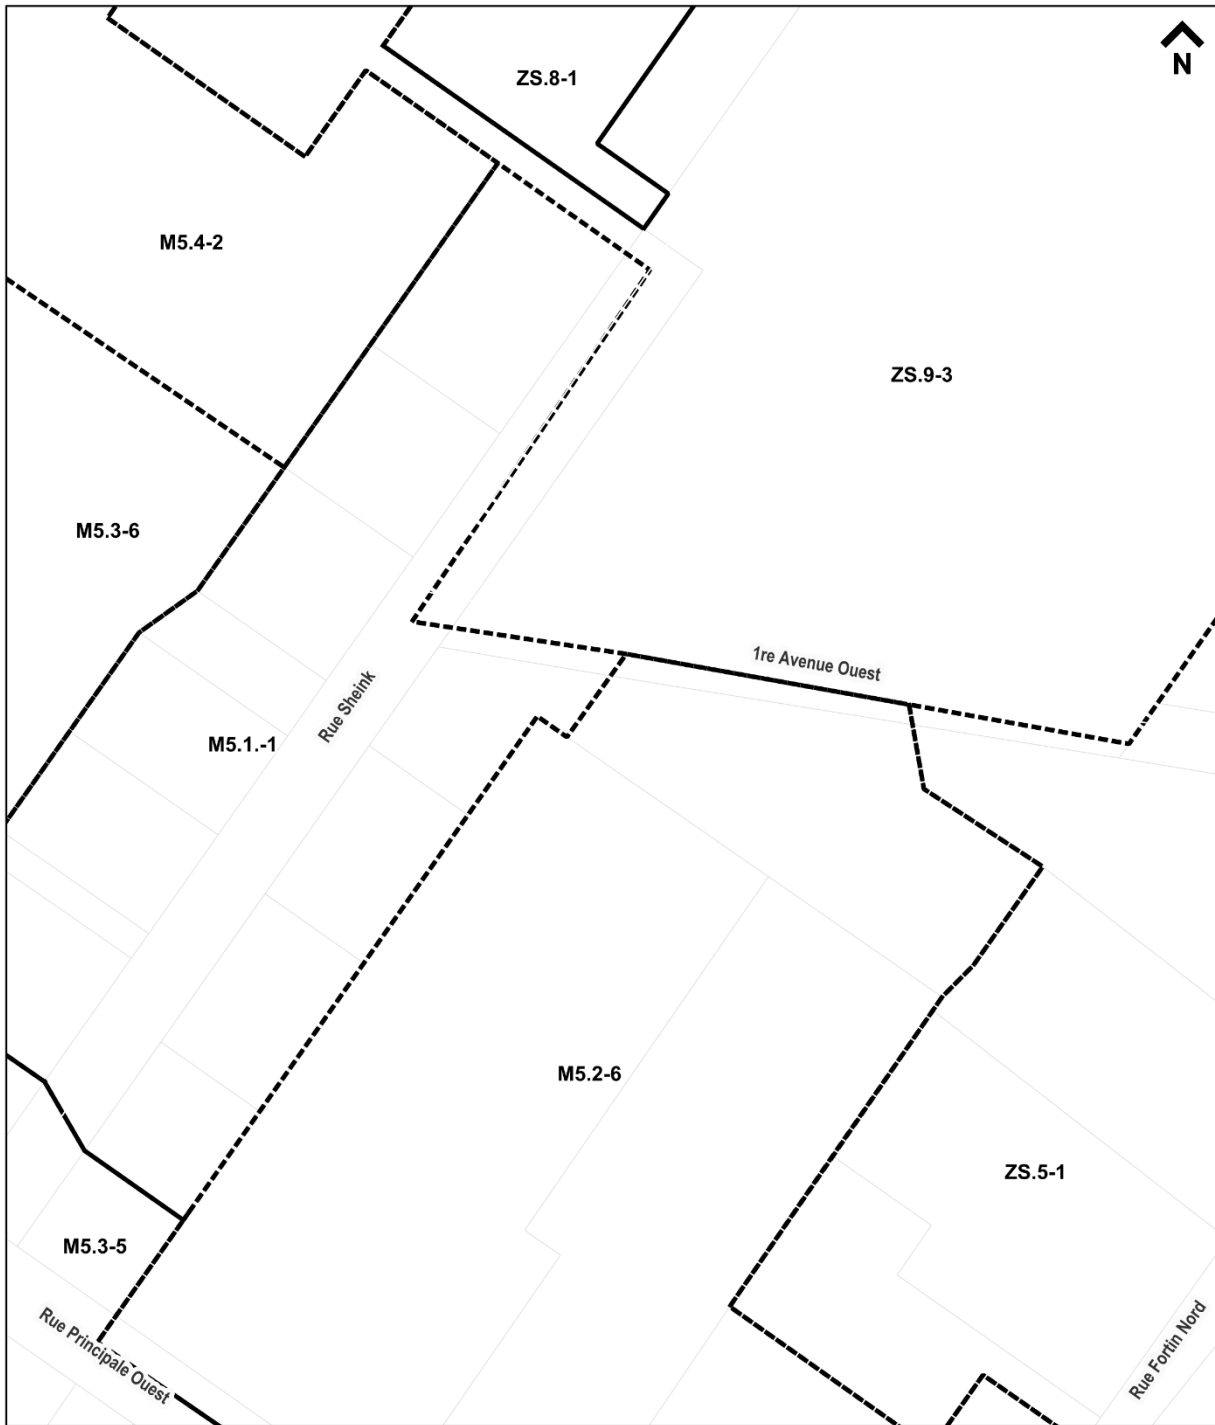 N
ZS.8-1
M5.4-2
ZS.9-3
M5.3-6
1re Avenue Ouest
Rue Sheink
M5.1.-1
M5.2-6
ZS.5-1
M5.3-5
Rue Principale Ouest
Rue Fortin Nord